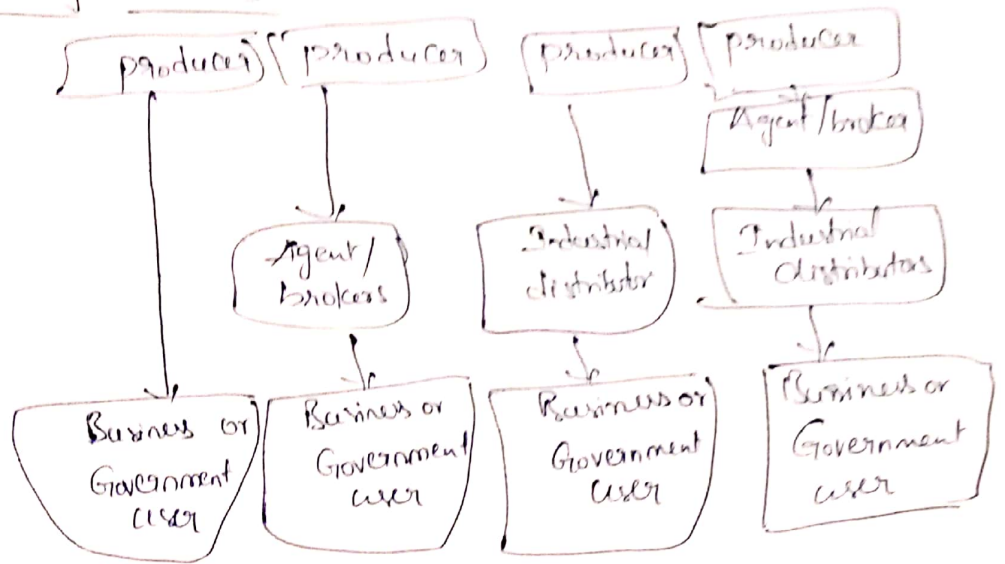 producer
producer
producer
producer
Agent/broker
Agent/
brokers
Industrial
distributor
Industrial
distributors
Business or
Government
user
Business or
Government
user
Business or
Government
user
Business or
Government
user